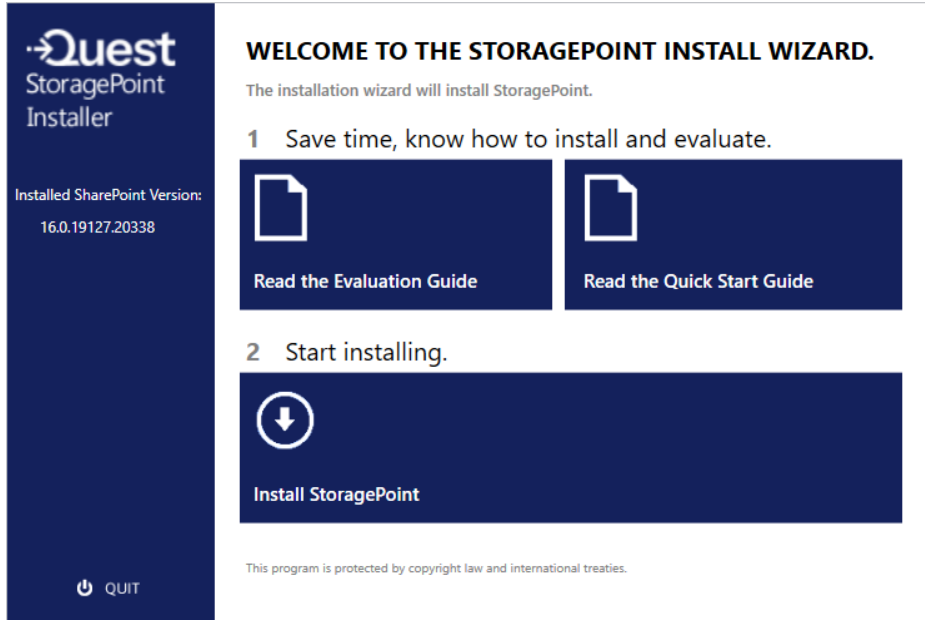 Quest
StoragePoint
Installer
Installed SharePoint Version:
16.0.19127.20338
QUIT
WELCOME TO THE STORAGEPOINT INSTALL WIZARD.
The installation wizard will install StoragePoint.
1 Save time, know how to install and evaluate.
Read the Evaluation Guide
Read the Quick Start Guide
2 Start installing.
Install StoragePoint
This program is protected by copyright law and international treaties.